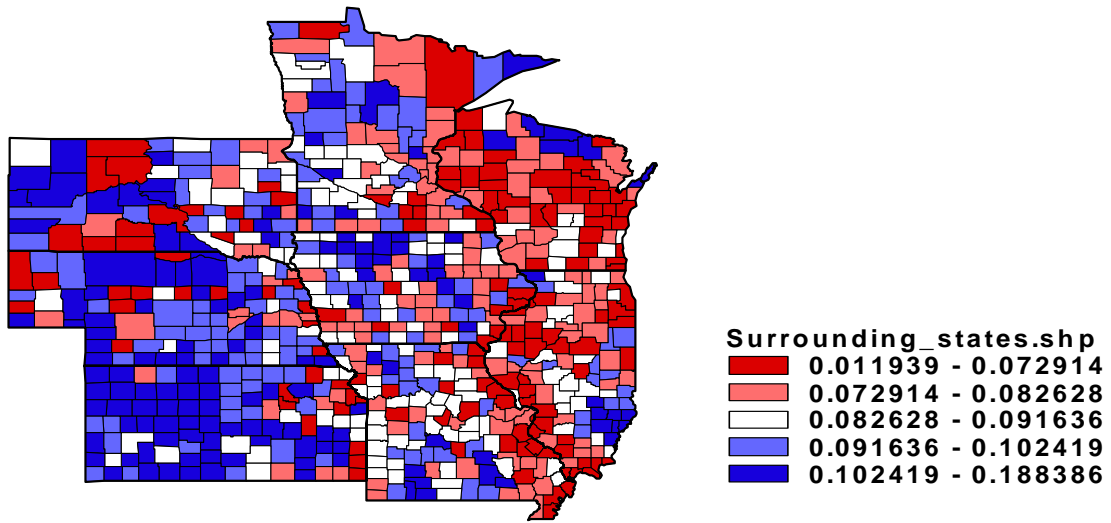 Surrounding_states.shp
0.011939 - 0.072914
0.072914 - 0.082628
0.082628 - 0.091636
0.091636 - 0.102419
0.102419 - 0.188386